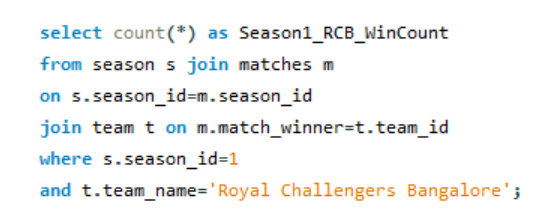 select count(*) as Season1_RCB_WinCount
from season s join matches m
on s.season_id=m.season_id
join team t on m.match_winner=t.team_id
where s.season_id=1
and t.team_name='Royal Challengers Bangalore';